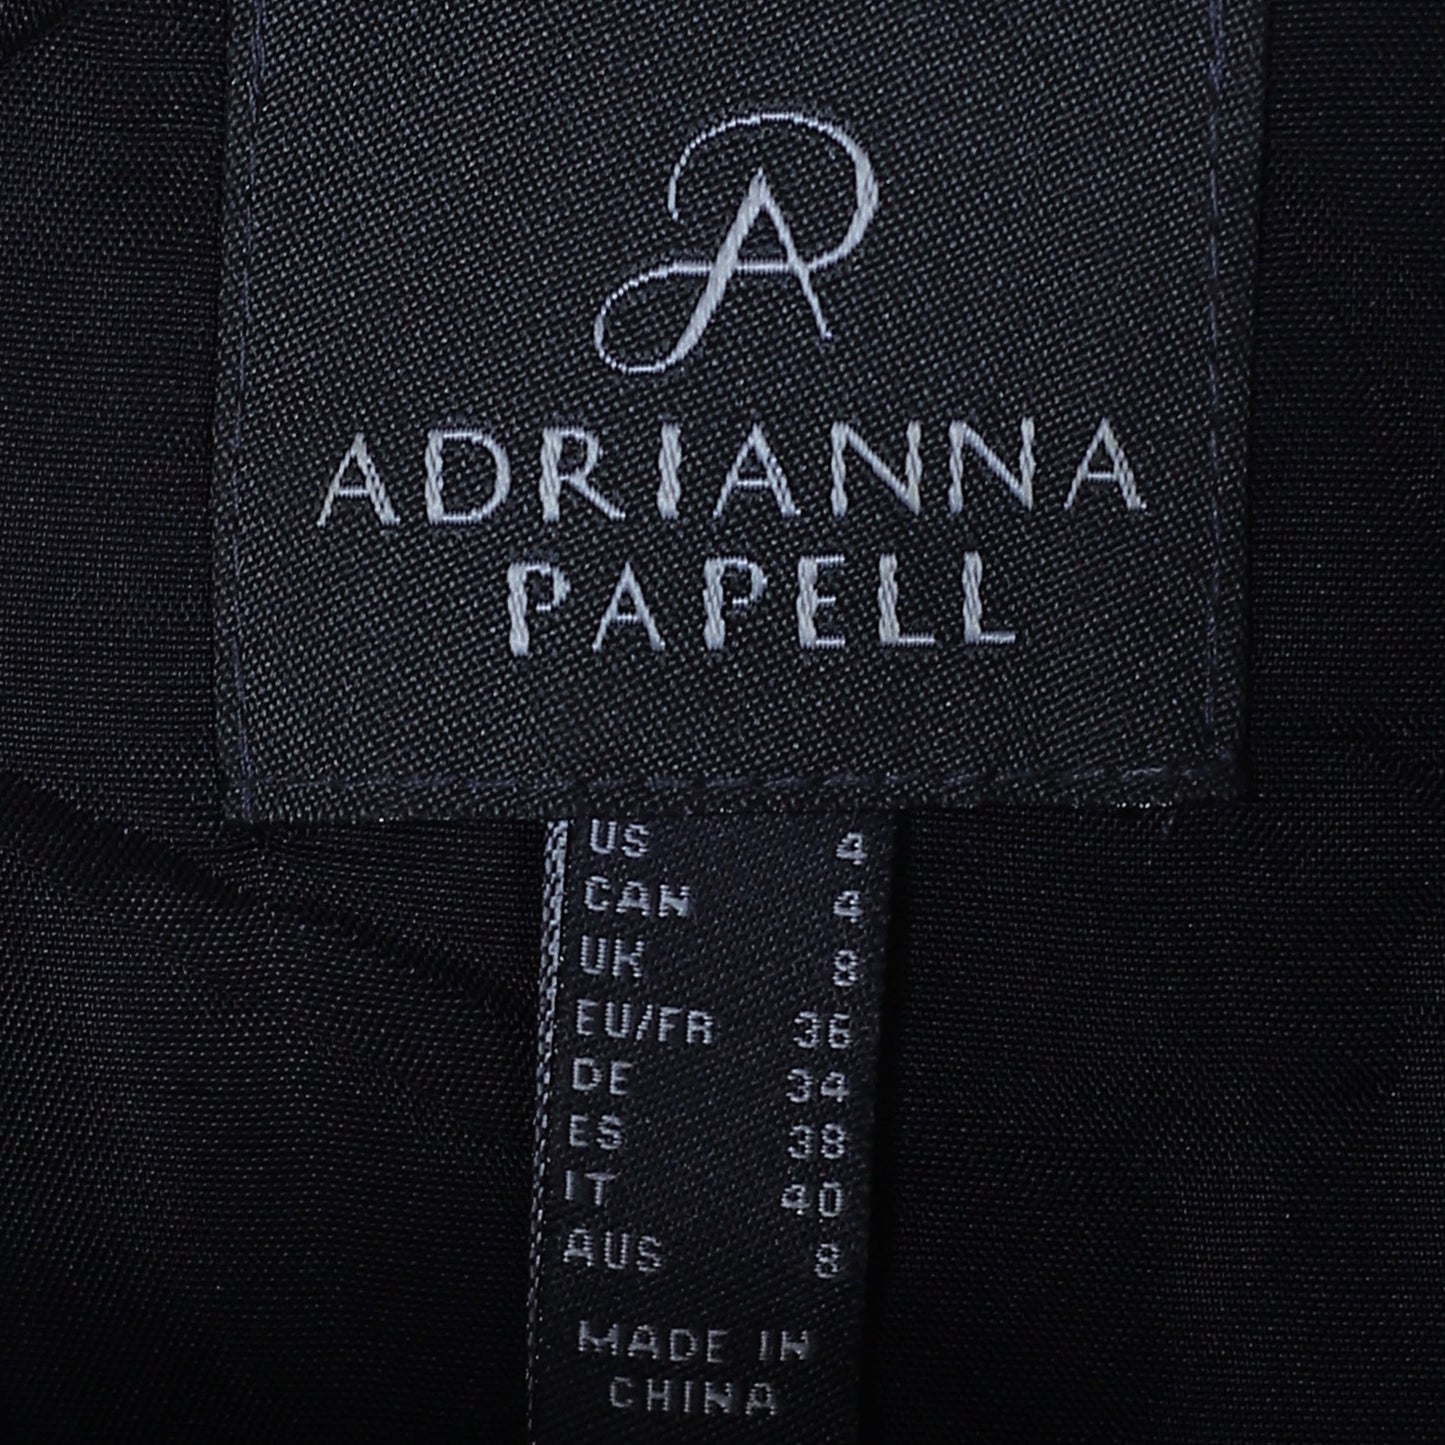 AP
ADRIANNA
PAPELL
US 4
CAN 4
UK 8
EU/FR 36
DE 34
ES 38
IT 40
AUS 8
MADE IN
CHINA